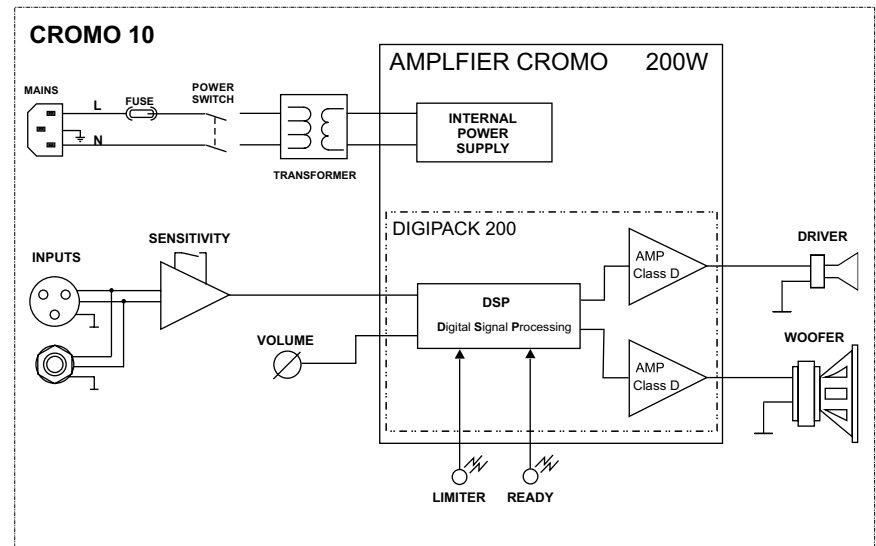 CROMO 10
AMPLFIER CROMO 200W
MAINS
L
FUSE
POWER
SWITCH
N
TRANSFORMER
INTERNAL
POWER
SUPPLY
DIGIPACK 200
INPUTS
SENSITIVITY
VOLUME
DSP
Digital Signal Processing
AMP
Class D
AMP
Class D
DRIVER
WOOFER
LIMITER
READY